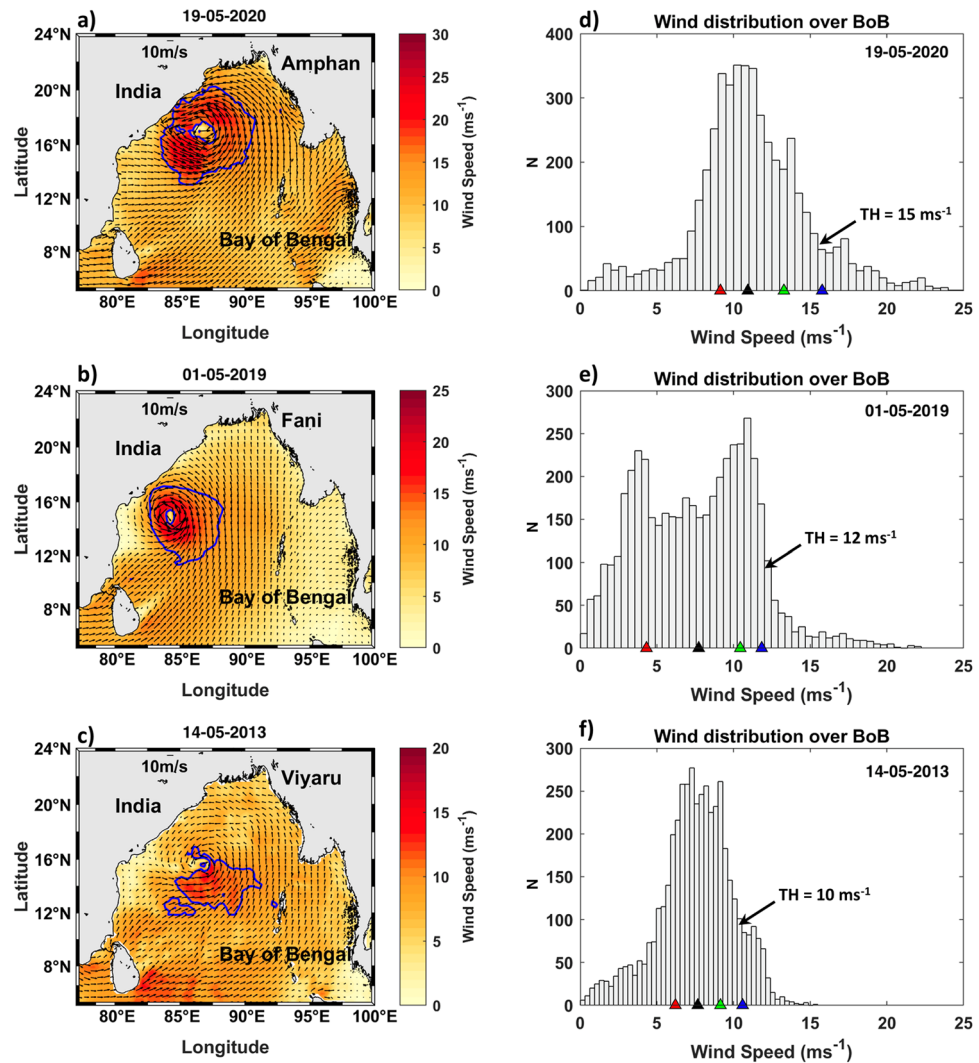 a)
19-05-2020
24°N
20°N
16°N
12°N
8°N
Latitude
10m/s
Amphan
India
Bay of Bengal
80°E 85°E 90°E 95°E 100°E
Longitude
30
25
20
15
10
5
0
Wind Speed (ms-1)
d)
Wind distribution over BoB
19-05-2020
400
300
200
100
0
N
TH = 15 ms-1
0 5 10 15 20 25
Wind Speed (ms-1)
b)
01-05-2019
24°N
20°N
16°N
12°N
8°N
Latitude
10m/s
Fani
India
Bay of Bengal
80°E 85°E 90°E 95°E 100°E
Longitude
25
20
15
10
5
0
Wind Speed (ms-1)
e)
Wind distribution over BoB
01-05-2019
300
250
200
150
100
50
0
N
TH = 12 ms-1
0 5 10 15 20 25
Wind Speed (ms-1)
c)
14-05-2013
24°N
20°N
16°N
12°N
8°N
Latitude
10m/s
Viyaru
India
Bay of Bengal
80°E 85°E 90°E 95°E 100°E
Longitude
20
15
10
5
0
Wind Speed (ms-1)
f)
Wind distribution over BoB
14-05-2013
300
250
200
150
100
50
0
N
TH = 10 ms-1
0 5 10 15 20 25
Wind Speed (ms-1)